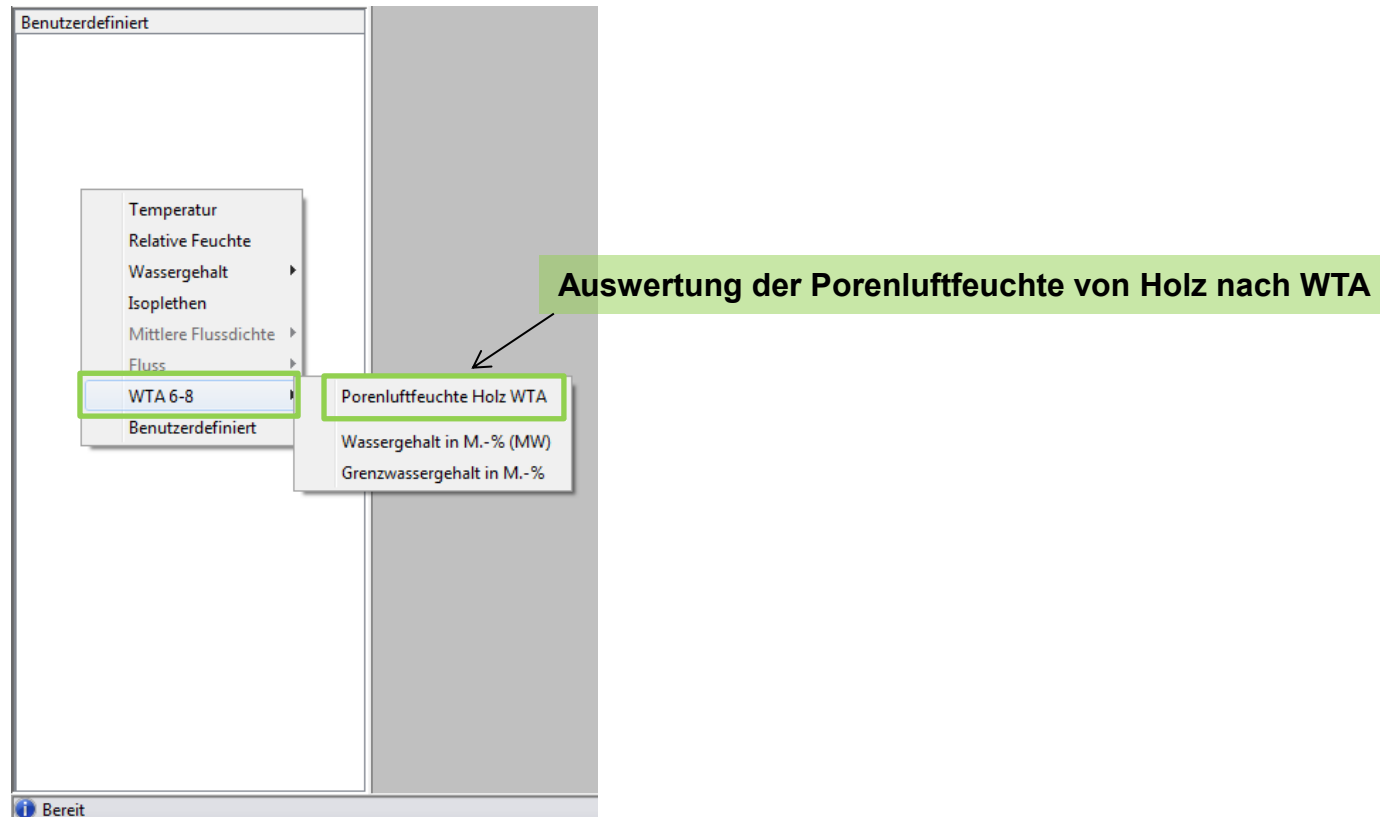 Benutzerdefiniert
Temperatur
Relative Feuchte
Wassergehalt
Isoplethen
Mittlere Flussdichte
Fluss
WTA 6-8
Benutzerdefiniert
Porenluftfeuchte Holz WTA
Wassergehalt in M.-% (MW)
Grenzwassergehalt in M.-%
Auswertung der Porenluftfeuchte von Holz nach WTA
Bereit